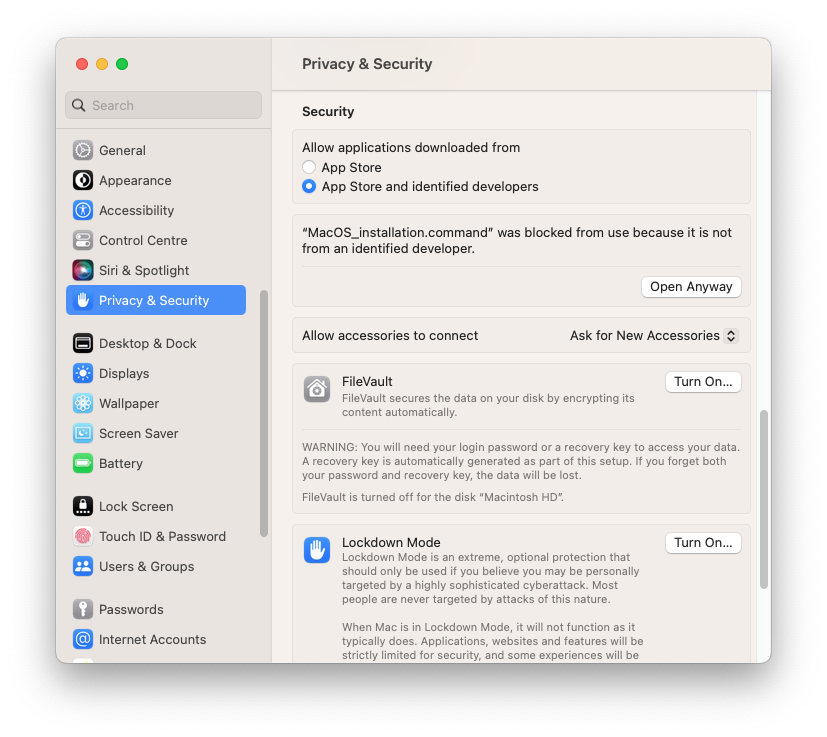 Privacy & Security
Search
General
Appearance
Accessibility
Control Centre
Siri & Spotlight
Privacy & Security
Desktop & Dock
Displays
Wallpaper
Screen Saver
Battery
Lock Screen
Touch ID & Password
Users & Groups
Passwords
Internet Accounts
Security
Allow applications downloaded from
App Store
App Store and identified developers
“MacOS_installation.command” was blocked from use because it is not
from an identified developer.
Open Anyway
Allow accessories to connect
Ask for New Accessories
FileVault
Turn On...
FileVault secures the data on your disk by encrypting its
content automatically.
WARNING: You will need your login password or a recovery key to access your data.
A recovery key is automatically generated as part of this setup. If you forget both
your password and recovery key, the data will be lost.
FileVault is turned off for the disk “Macintosh HD”.
Lockdown Mode
Turn On...
Lockdown Mode is an extreme, optional protection that
should only be used if you believe you may be personally
targeted by a highly sophisticated cyberattack. Most
people are never targeted by attacks of this nature.
When Mac is in Lockdown Mode, it will not function as it
typically does. Applications, websites and features will be
strictly limited for security, and some experiences will be